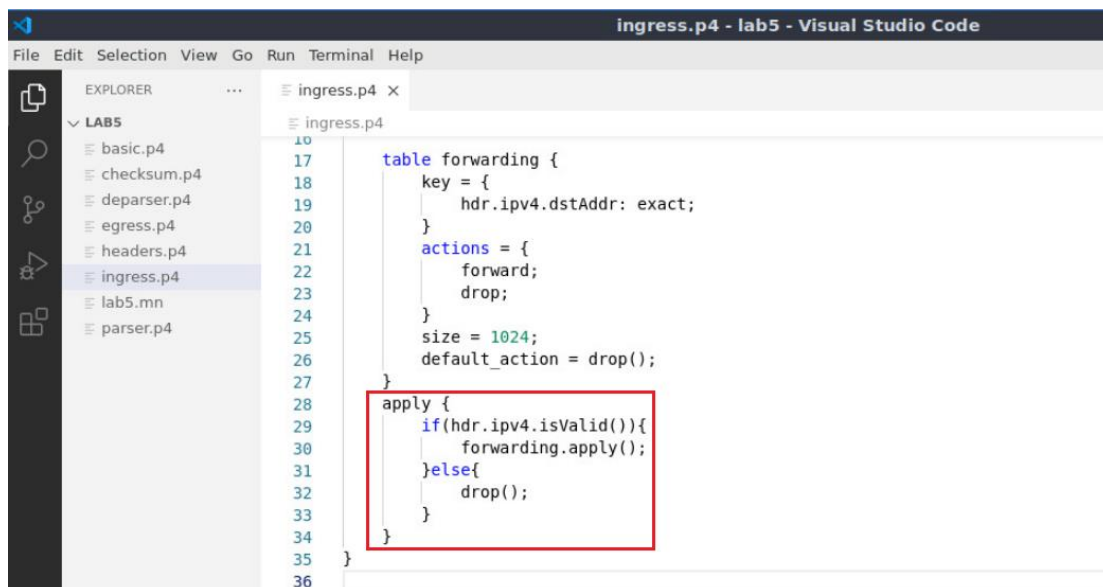 ingress.p4 - lab5 - Visual Studio Code
File Edit Selection View Go Run Terminal Help
EXPLORER ...
LAB5
basic.p4
checksum.p4
deparser.p4
egress.p4
headers.p4
ingress.p4
lab5.mn
parser.p4
ingress.p4 ×
ingress.p4
16
17 table forwarding {
18 key = {
19 hdr.ipv4.dstAddr: exact;
20 }
21 actions = {
22 forward;
23 drop;
24 }
25 size = 1024;
26 default_action = drop();
27 }
28 apply {
29 if(hdr.ipv4.isValid()){
30 forwarding.apply();
31 }else{
32 drop();
33 }
34 }
35 }
36